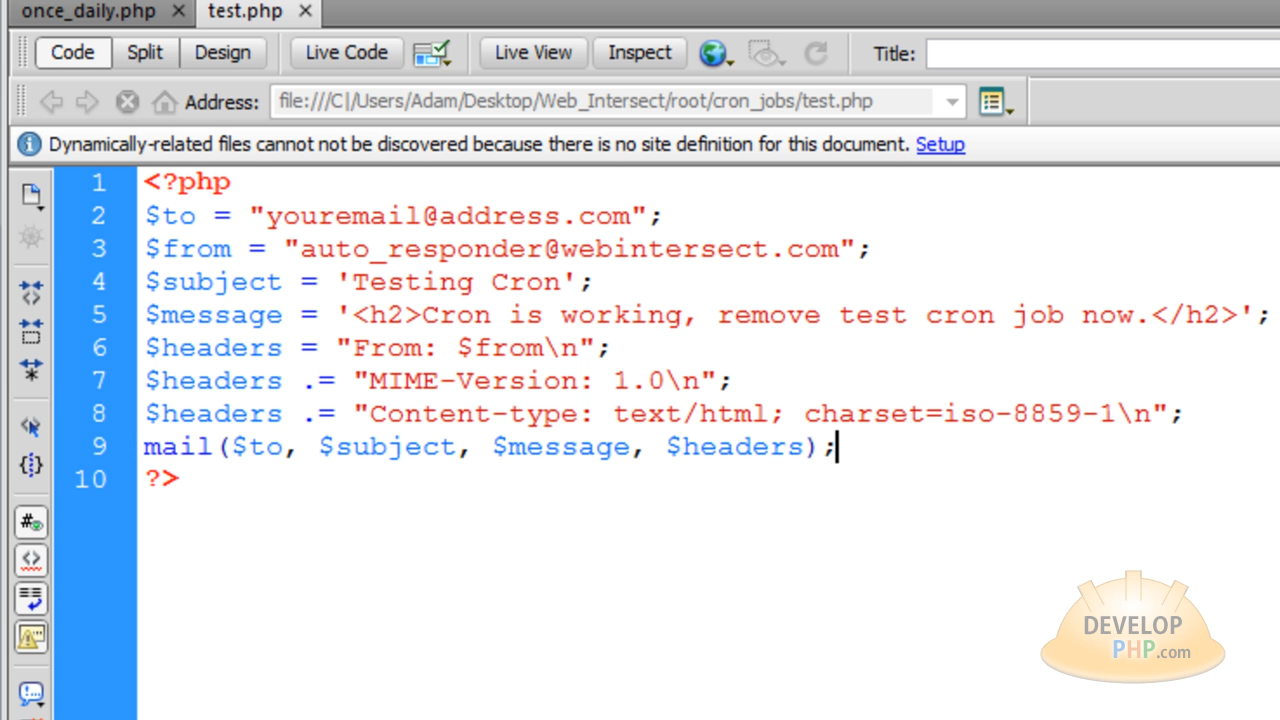 once_daily.php × test.php ×
Code Split Design Live Code Live View Inspect Title:
Address: file:///C|/Users/Adam/Desktop/Web_Intersect/root/cron_jobs/test.php
Dynamically-related files cannot not be discovered because there is no site definition for this document. Setup
1 <?php
2 $to = "youremail@address.com";
3 $from = "auto_responder@webintersect.com";
4 $subject = 'Testing Cron';
5 $message = '<h2>Cron is working, remove test cron job now.</h2>';
6 $headers = "From: $from\n";
7 $headers .= "MIME-Version: 1.0\n";
8 $headers .= "Content-type: text/html; charset=iso-8859-1\n";
9 mail($to, $subject, $message, $headers);
10 ?>
DEVELOP
PHP.com